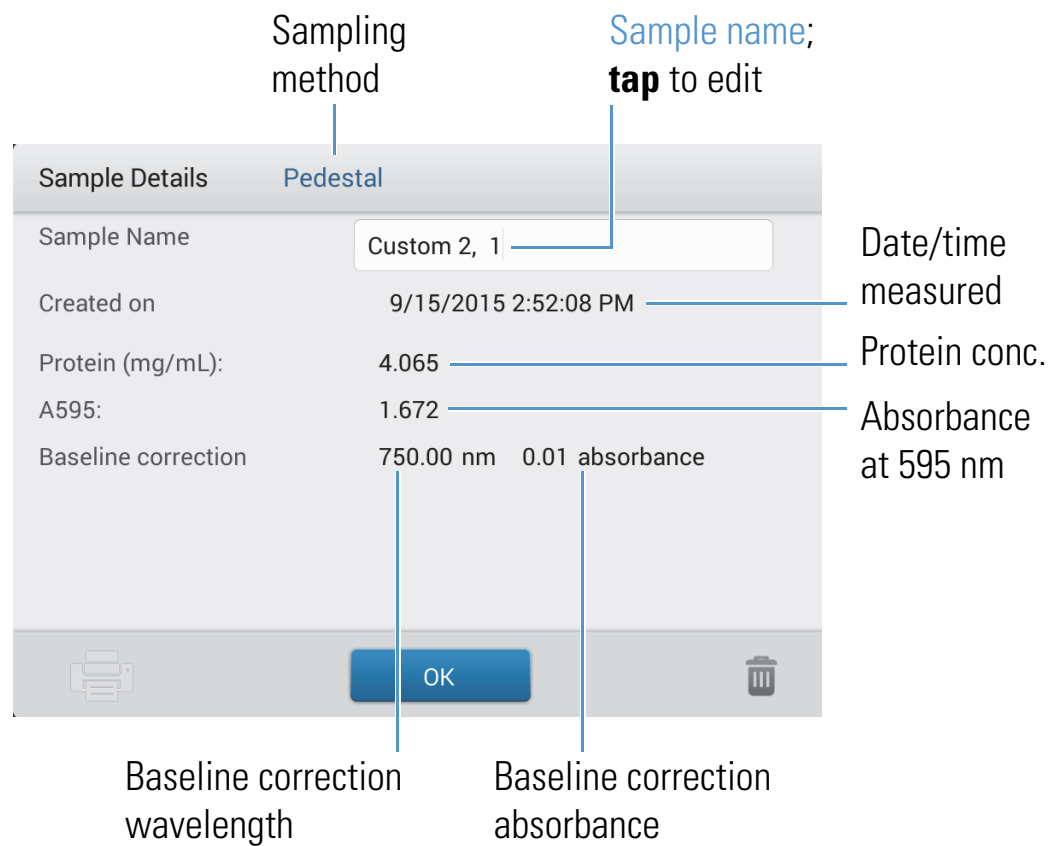 Sampling
method
Sample name;
tap to edit
Sample Details Pedestal
Sample Name Custom 2, 1
Created on 9/15/2015 2:52:08 PM
Date/time
measured
Protein (mg/mL): 4.065
Protein conc.
A595: 1.672
Absorbance
at 595 nm
Baseline correction 750.00 nm 0.01 absorbance
OK
Baseline correction
wavelength
Baseline correction
absorbance